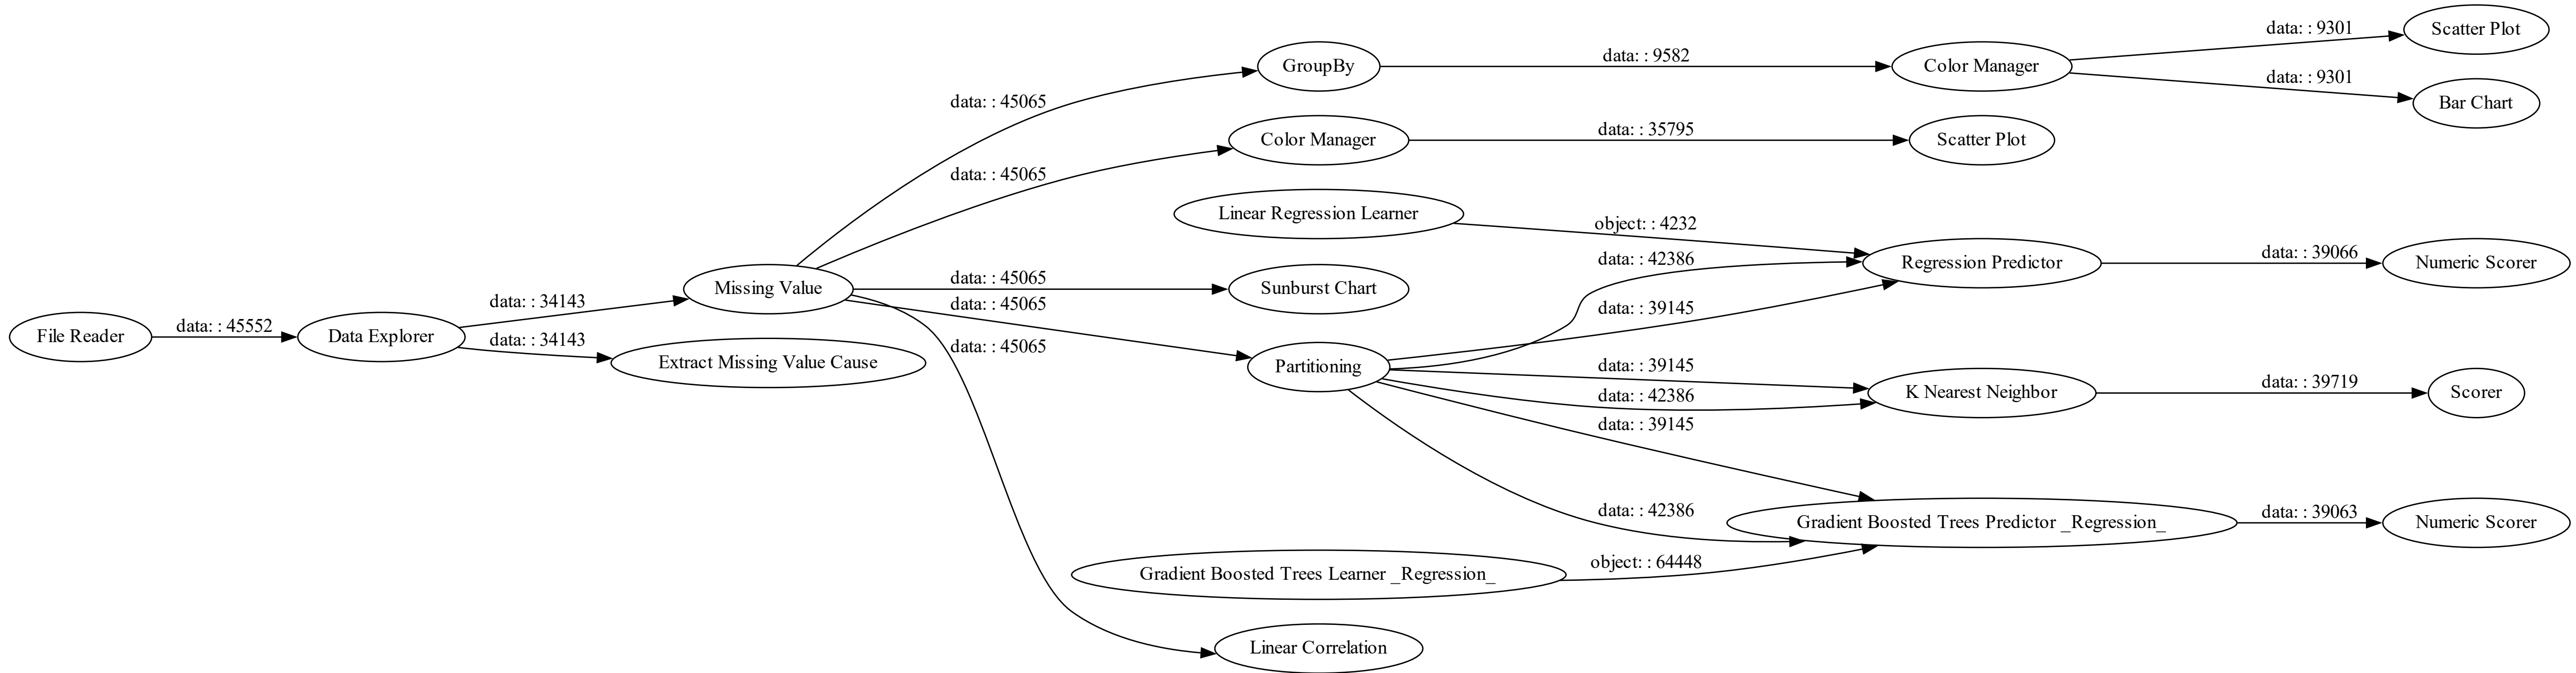 File Reader
data: : 45552
Data Explorer
data: : 34143
data: : 34143
Missing Value
Extract Missing Value Cause
data: : 45065
data: : 45065
data: : 45065
data: : 45065
data: : 45065
GroupBy
Color Manager
Linear Regression Learner
Sunburst Chart
Partitioning
Gradient Boosted Trees Learner _Regression_
Linear Correlation
data: : 9582
data: : 35795
object: : 4232
data: : 42386
data: : 39145
data: : 39145
data: : 42386
data: : 39145
data: : 42386
object: : 64448
Color Manager
Scatter Plot
Regression Predictor
K Nearest Neighbor
Gradient Boosted Trees Predictor _Regression_
data: : 9301
data: : 9301
data: : 39066
data: : 39719
data: : 39063
Scatter Plot
Bar Chart
Numeric Scorer
Scorer
Numeric Scorer